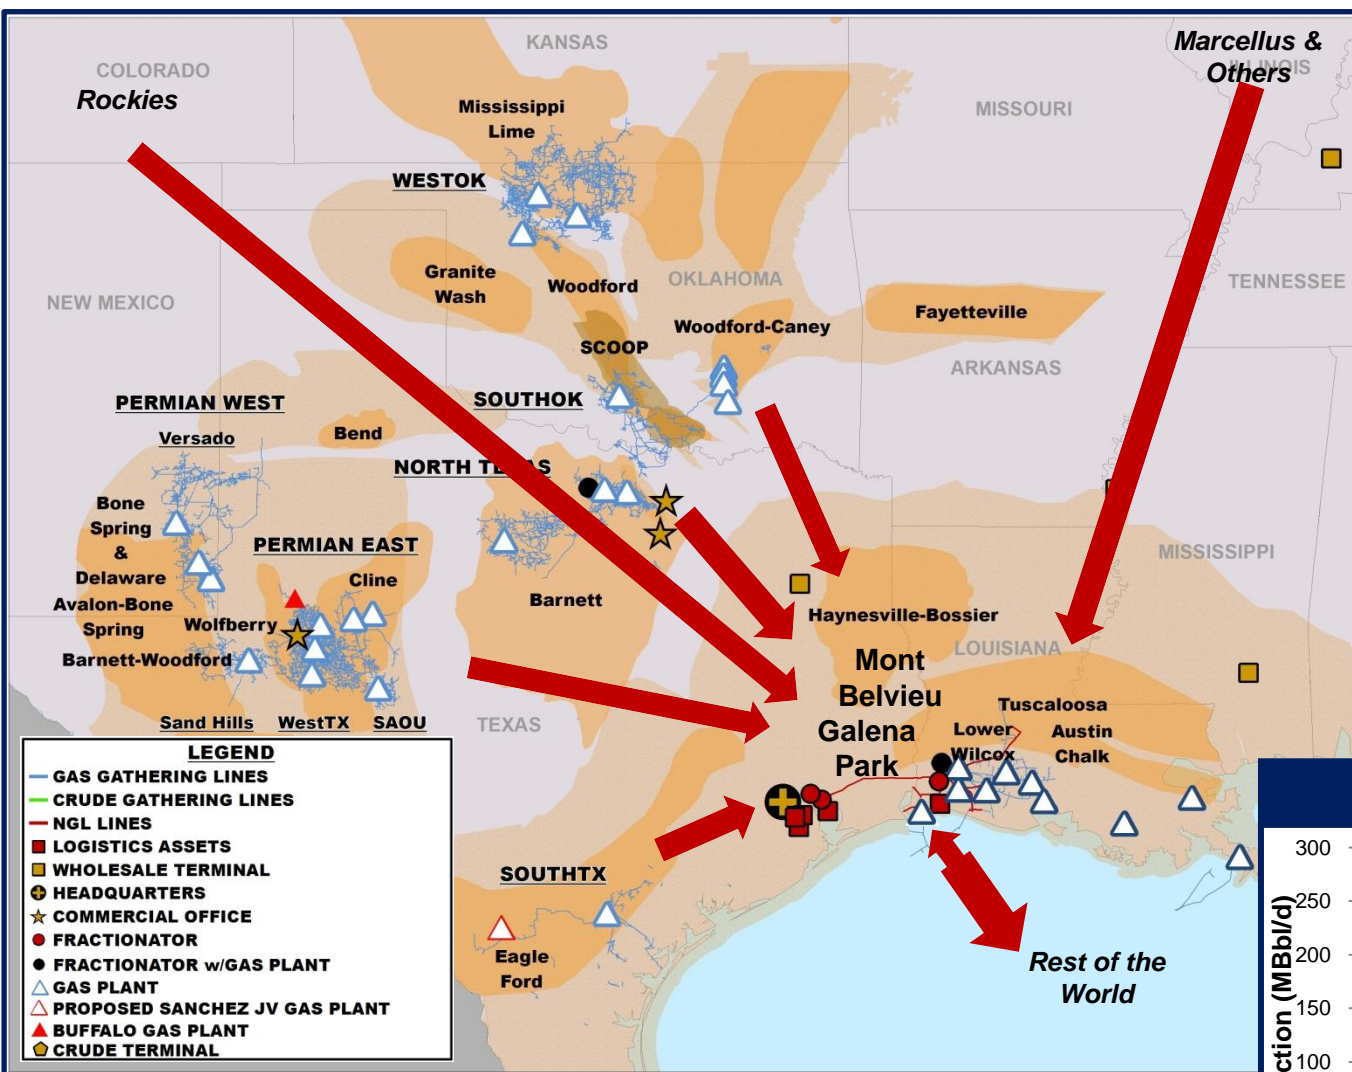 KANSAS
Marcellus &
Others
ILLINOIS
COLORADO
Rockies
MISSOURI
Mississippi
Lime
WESTOK
Granite
Wash
Woodford
OKLAHOMA
TENNESSEE
NEW MEXICO
Woodford-Caney
Fayetteville
SCOOP
ARKANSAS
PERMIAN WEST
SOUTHOK
Versado
Bend
NORTH TEXAS
Bone
Spring
&
Delaware
PERMIAN EAST
MISSISSIPPI
Cline
Avalon-Bone
Spring
Wolfberry
Barnett
Haynesville-Bossier
Barnett-Woodford
LOUISIANA
Mont
Belvieu
Galena
Park
Sand Hills
WestTX
SAOU
TEXAS
Tuscaloosa
Lower
Wilcox
Austin
Chalk
LEGEND
GAS GATHERING LINES
CRUDE GATHERING LINES
NGL LINES
LOGISTICS ASSETS
WHOLESALE TERMINAL
HEADQUARTERS
COMMERCIAL OFFICE
FRACTIONATOR
FRACTIONATOR w/GAS PLANT
GAS PLANT
PROPOSED SANCHEZ JV GAS PLANT
BUFFALO GAS PLANT
CRUDE TERMINAL
SOUTHTX
Eagle
Ford
Rest of the
World
300
250
200
150
100
ction (MBbl/d)